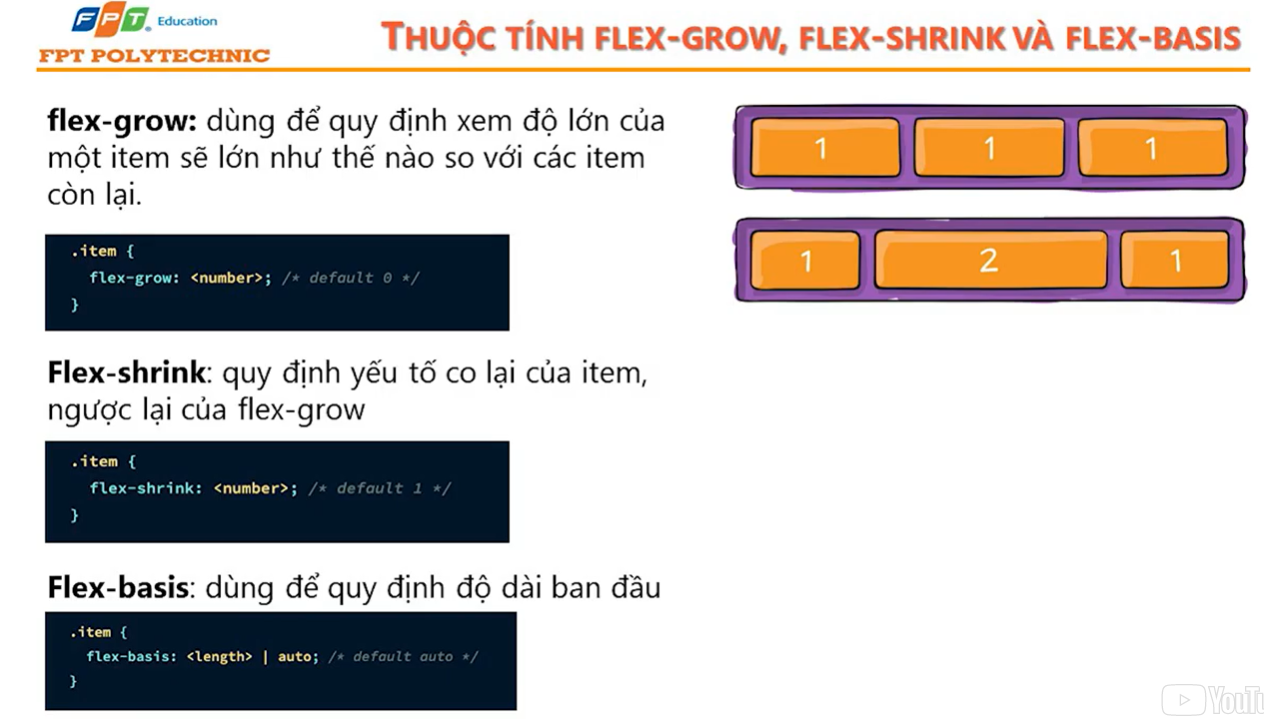 FPT Education
FPT POLYTECHNIC
THUỘC TÍNH FLEX-GROW, FLEX-SHRINK VÀ FLEX-BASIS
flex-grow: dùng để quy định xem độ lớn của
một item sẽ lớn như thế nào so với các item
còn lại.
.item {
flex-grow: <number>; /* default 0 */
}
1 1 1
1 2 1
Flex-shrink: quy định yếu tố co lại của item,
ngược lại của flex-grow
.item {
flex-shrink: <number>; /* default 1 */
}
Flex-basis: dùng để quy định độ dài ban đầu
.item {
flex-basis: <length> | auto; /* default auto */
}